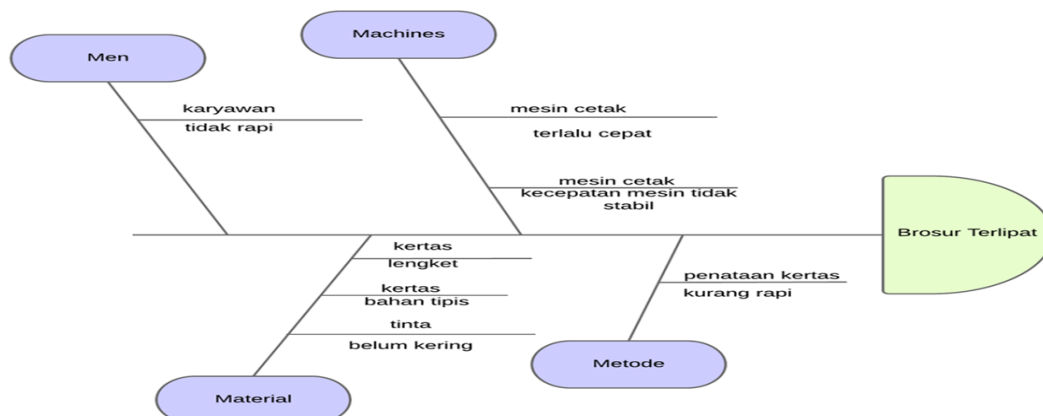 Men
Machines
karyawan
tidak rapi
mesin cetak
terlalu cepat
mesin cetak
kecepatan mesin tidak
stabil
Brosur Terlipat
kertas
lengket
kertas
bahan tipis
tinta
belum kering
penataan kertas
kurang rapi
Metode
Material